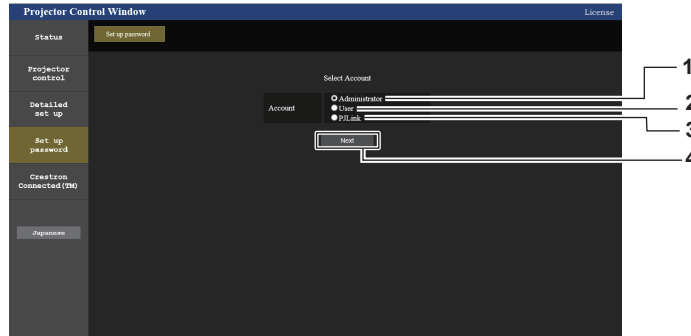 Projector Control Window
License
Status
Set up password
Projector
control
Select Account
1
Account
Administrator
2
User
3
PJLink
Detailed
set up
Set up
password
Next
4
Crestron
Connected(TM)
Japanese